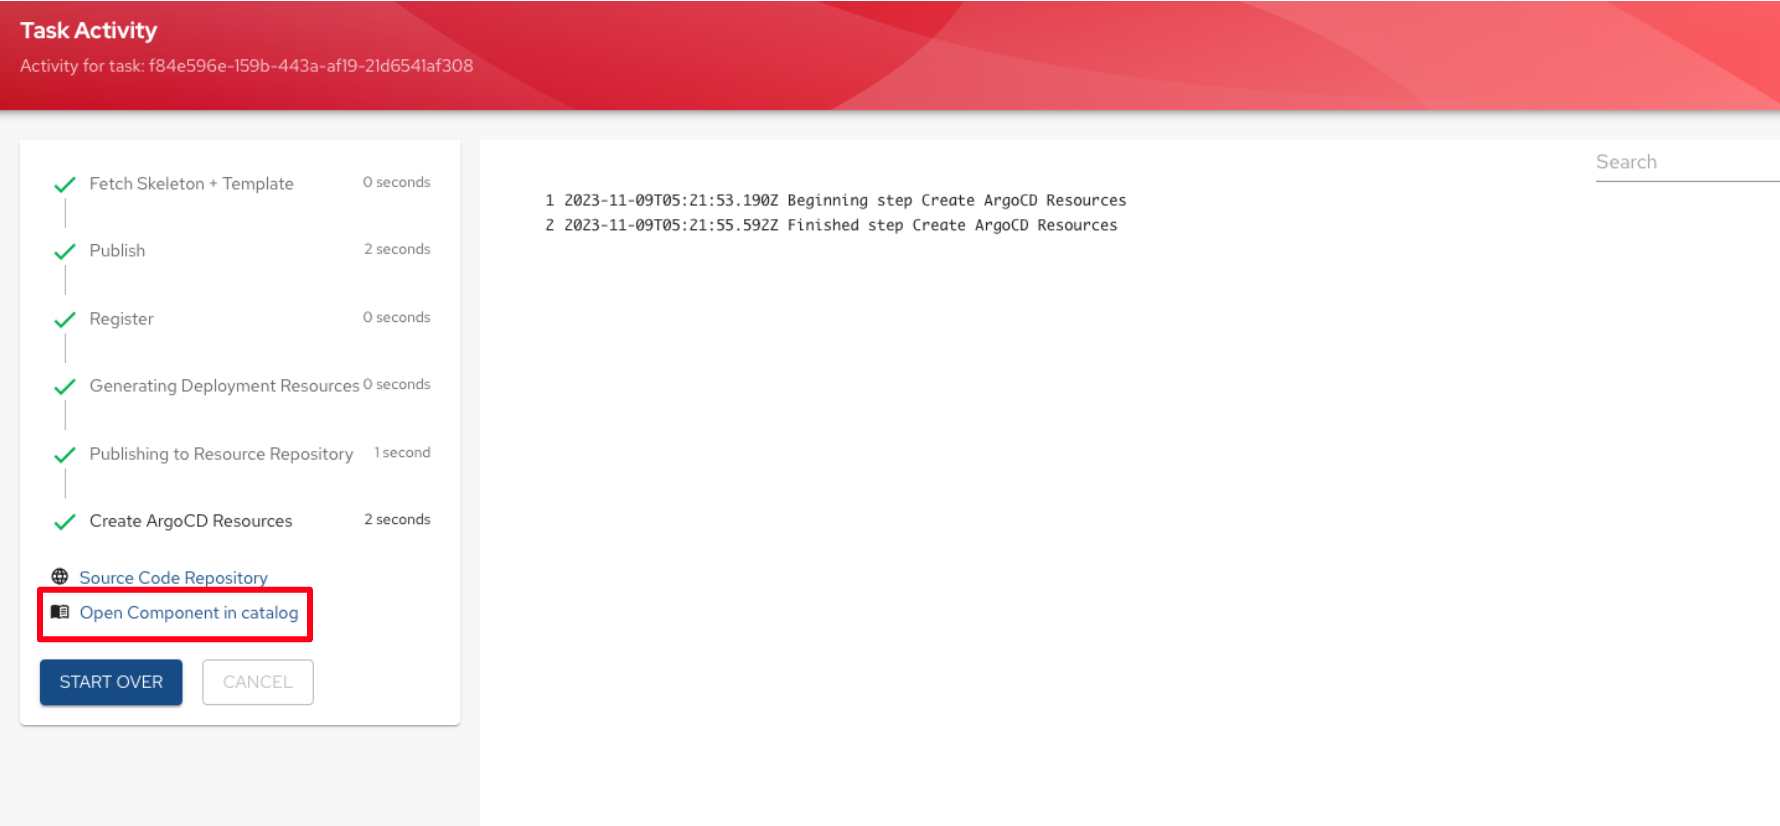 Task Activity
Activity for task: f84e596e-159b-443a-af19-21d6541af308
Fetch Skeleton + Template 0 seconds
Publish 2 seconds
Register 0 seconds
Generating Deployment Resources 0 seconds
Publishing to Resource Repository 1 second
Create ArgoCD Resources 2 seconds
Source Code Repository
Open Component in catalog
START OVER CANCEL
Search
1 2023-11-09T05:21:53.190Z Beginning step Create ArgoCD Resources
2 2023-11-09T05:21:55.592Z Finished step Create ArgoCD Resources